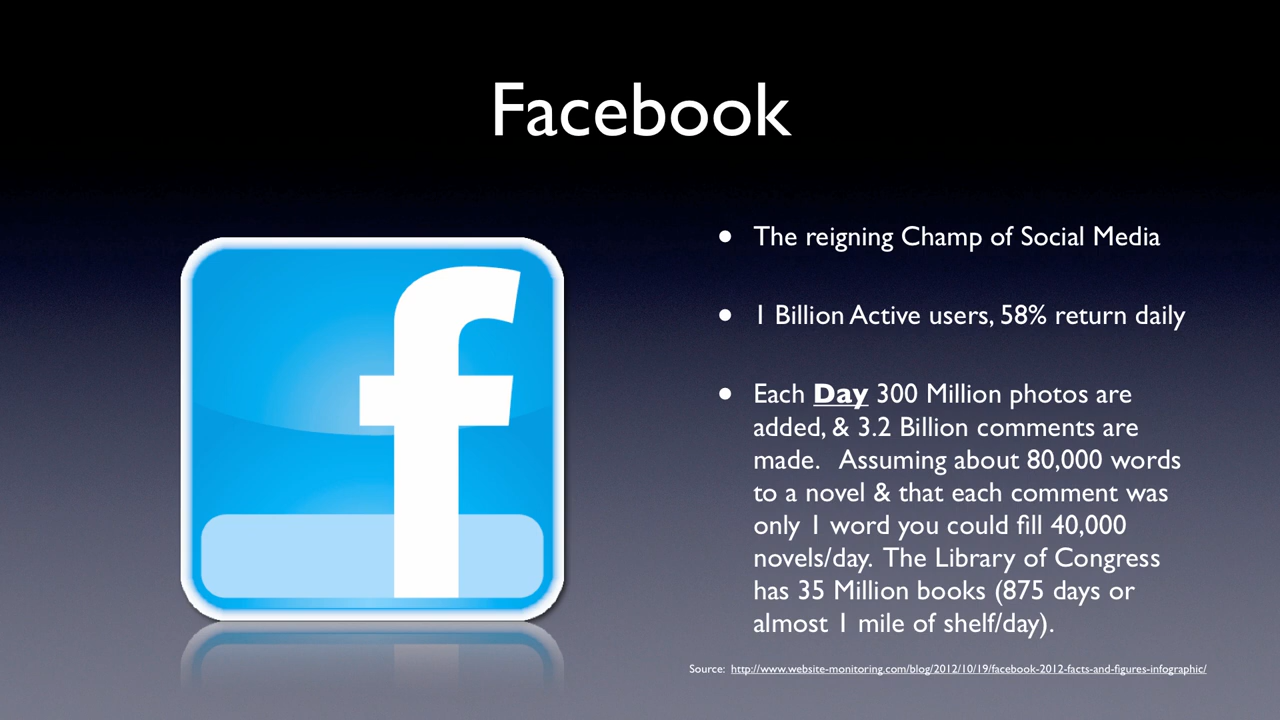 Facebook
f
• The reigning Champ of Social Media
• 1 Billion Active users, 58% return daily
• Each Day 300 Million photos are
added, & 3.2 Billion comments are
made.   Assuming about 80,000 words
to a novel & that each comment was
only 1 word you could fill 40,000
novels/day.  The Library of Congress
has 35 Million books (875 days or
almost 1 mile of shelf/day).
Source:  http://www.website-monitoring.com/blog/2012/10/19/facebook-2012-facts-and-figures-infographic/